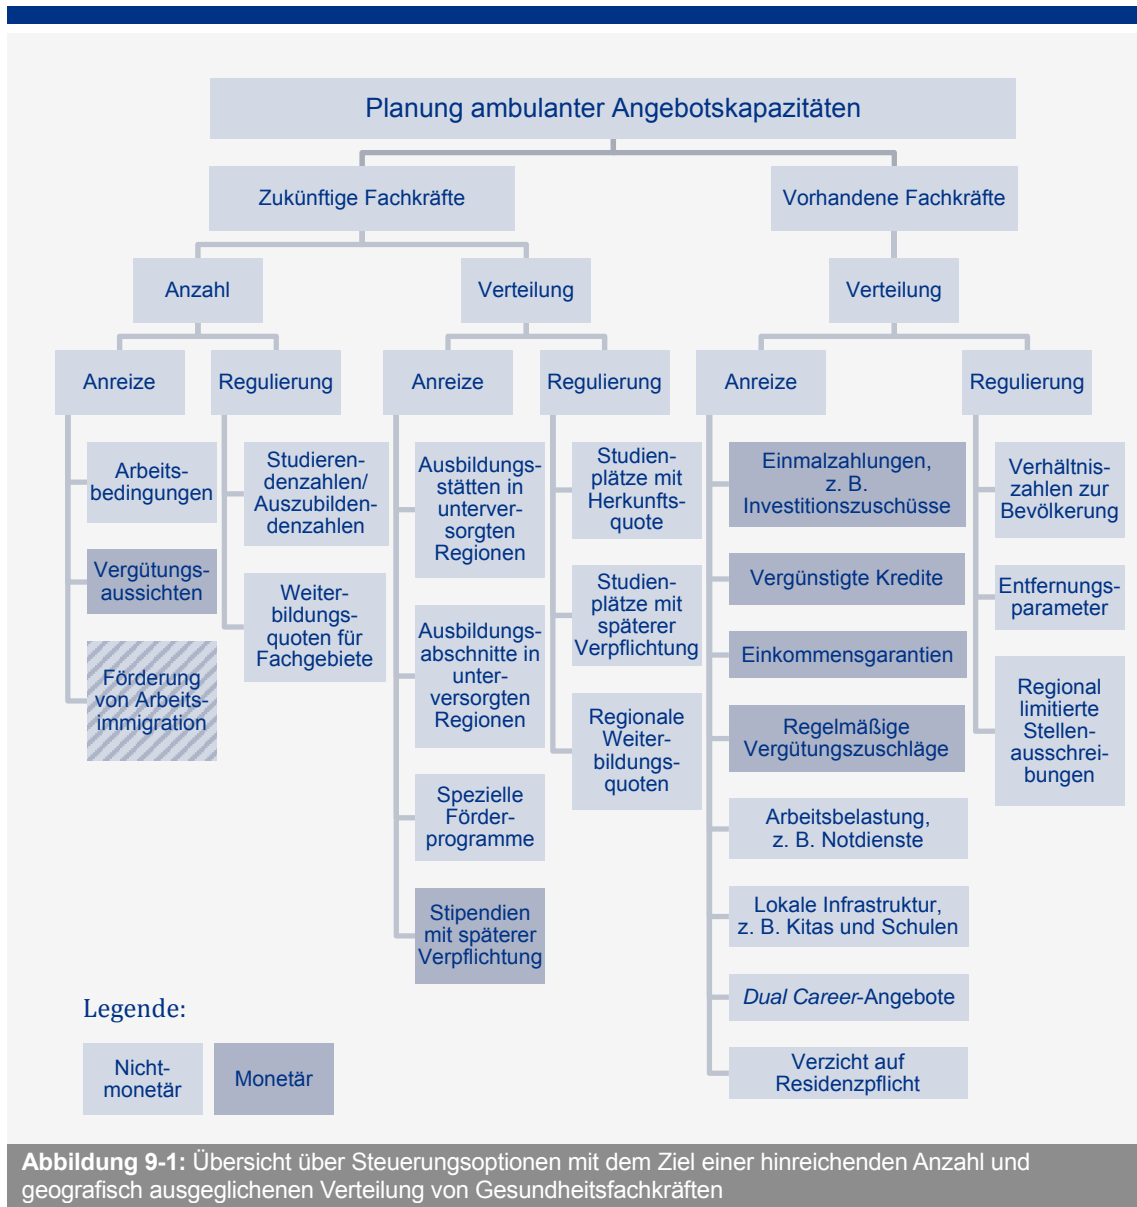 Planung ambulanter Angebotskapazitäten
Zukünftige Fachkräfte
Vorhandene Fachkräfte
Anzahl
Verteilung
Verteilung
Anreize
Regulierung
Anreize
Regulierung
Anreize
Regulierung
Arbeits-
bedingungen
Vergütungs-
aussichten
Förderung
von Arbeits-
immigration
Studieren-
denzahlen/
Auszubilden-
denzahlen
Weiter-
bildungs-
quoten für
Fachgebiete
Ausbildungs-
stätten in
unterver-
sorgten
Regionen
Ausbildungs-
abschnitte in
unter-
versorgten
Regionen
Spezielle
Förder-
programme
Stipendien
mit späterer
Verpflichtung
Studien-
plätze mit
Herkunfts-
quote
Studien-
plätze mit
späterer
Verpflichtung
Regionale
Weiter-
bildungs-
quoten
Einmalzahlungen,
z. B.
Investitionszuschüsse
Vergünstigte Kredite
Einkommensgarantien
Regelmäßige
Vergütungszuschläge
Arbeitsbelastung,
z. B. Notdienste
Lokale Infrastruktur,
z. B. Kitas und Schulen
Dual Career-Angebote
Verzicht auf
Residenzpflicht
Verhältnis-
zahlen zur
Bevölkerung
Entfernungs-
parameter
Regional
limitierte
Stellen-
ausschrei-
bungen
Legende:
Nicht-
monetär
Monetär
Abbildung 9-1: Übersicht über Steuerungsoptionen mit dem Ziel einer hinreichenden Anzahl und
geografisch ausgeglichenen Verteilung von Gesundheitsfachkräften